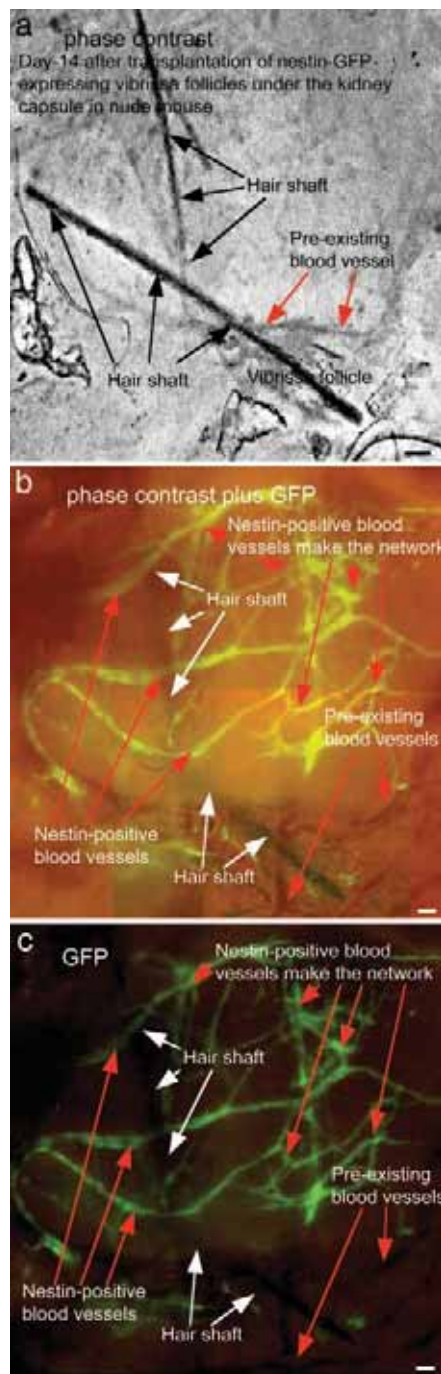 a
phase contrast
Day-14 after transplantation of nestin-GFP-
expressing vibrissa follicles under the kidney
capsule in nude mouse
Hair shaft
Pre-existing
blood vessel
Hair shaft
Vibrissa follicle
b
phase contrast plus GFP
Nestin-positive blood
vessels make the network
Hair shaft
Pre-existing
blood vessels
Nestin-positive
blood vessels
Hair shaft
c
GFP
Nestin-positive blood
vessels make the network
Hair shaft
Pre-existing
blood vessels
Nestin-positive
blood vessels
Hair shaft